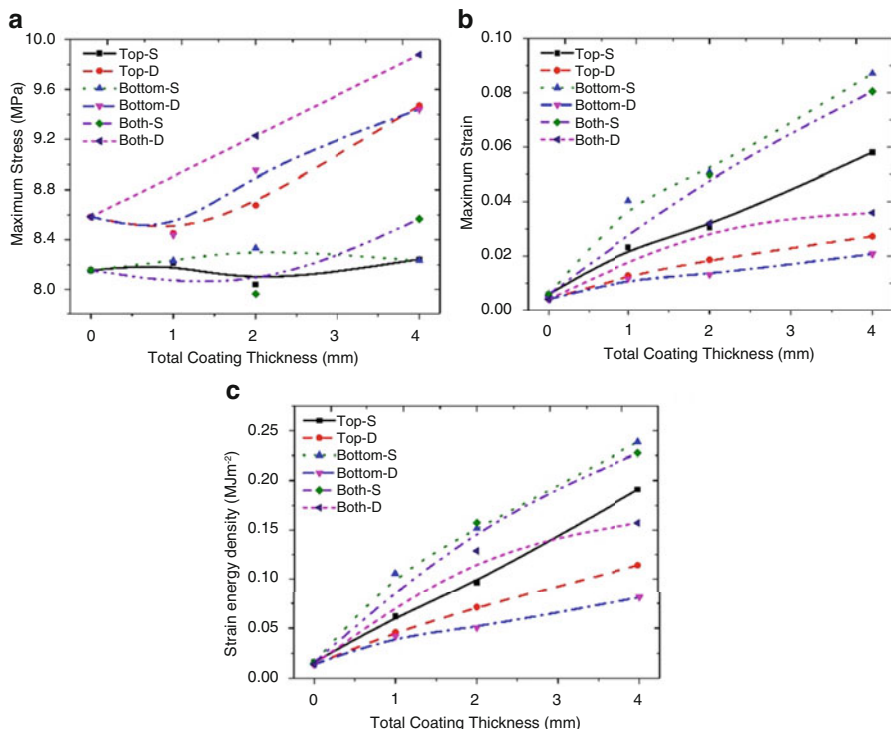 a
10.0
9.6
9.2
8.8
8.4
8.0
Maximum Stress (MPa)
Top-S
Top-D
Bottom-S
Bottom-D
Both-S
Both-D
0 1 2 3 4
Total Coating Thickness (mm)
b
0.10
0.08
0.06
0.04
0.02
0.00
Maximum Strain
Top-S
Top-D
Bottom-S
Bottom-D
Both-S
Both-D
0 1 2 3 4
Total Coating Thickness (mm)
c
0.25
0.20
0.15
0.10
0.05
0.00
Strain energy density (MJm⁻²)
Top-S
Top-D
Bottom-S
Bottom-D
Both-S
Both-D
0 1 2 4
Total Coating Thickness (mm)